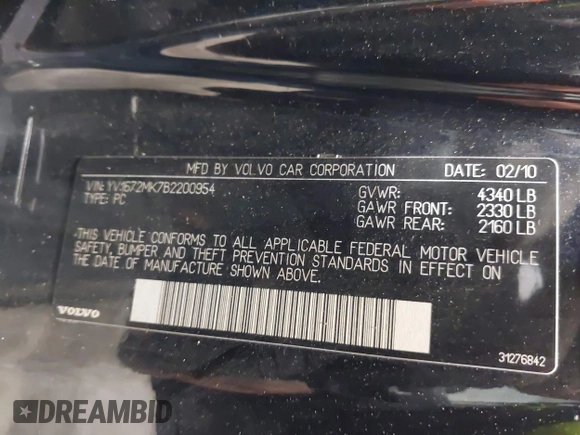 MFD BY VOLVO CAR CORPORATION DATE: 02/10
VIN: YV1672MK7B2200954 GVWR: 4340 LB
TYPE: PC GAWR FRONT: 2330 LB
GAWR REAR: 2160 LB
THIS VEHICLE CONFORMS TO ALL APPLICABLE FEDERAL MOTOR VEHICLE
SAFETY, BUMPER AND THEFT PREVENTION STANDARDS IN EFFECT ON
THE DATE OF MANUFACTURE SHOWN ABOVE.
VOLVO
31276842
DREAMBID